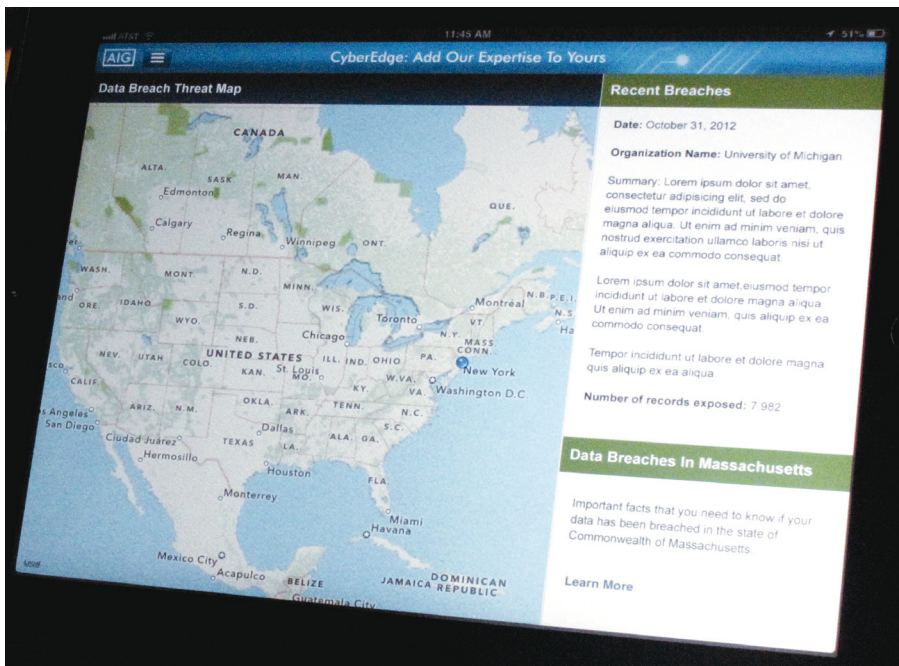 AT&T
11:45 AM
51%
AIG
CyberEdge: Add Our Expertise To Yours
Data Breach Threat Map
CANADA
ALTA.
SASK
MAN.
Edmonton
QUE.
Calgary
Regina
Winnipeg
ONT.
WASH.
MONT.
N.D.
MINN.
N.B.
P.E.I.
Montréal
N.S.
ORE
IDAHO
S.D.
WIS.
Toronto
VT
Ha
WYO.
N.Y.
MASS
NEB.
Chicago
CONN.
NEV.
UTAH
COLO.
UNITED STATES
ILL.
IND.
OHIO
PA.
New York
KAN.
St. Louis
MO.
W.VA.
Washington D.C.
CALIF.
KY.
VA.
OKLA.
TENN.
N.C.
ARIZ.
N.M.
ARK.
S.C.
s Angeles
Dallas
San Diego
ALA.
GA.
Ciudad Juárez
TEXAS
LA.
Hermosillo
Houston
FLA.
Monterrey
Miami
Havana
Mexico City
Acapulco
BELIZE
JAMAICA
DOMINICAN
REPUBLIC
Guatemala City
Recent Breaches
Date: October 31, 2012
Organization Name: University of Michigan
Summary: Lorem ipsum dolor sit amet,
consectetur adipisicing elit, sed do
eiusmod tempor incididunt ut labore et dolore
magna aliqua. Ut enim ad minim veniam, quis
nostrud exercitation ullamco laboris nisi ut
aliquip ex ea commodo consequat.
Lorem ipsum dolor sit amet,eiusmod tempor
incididunt ut labore et dolore magna aliqua.
Ut enim ad minim veniam, quis aliquip ex ea
commodo consequat.
Tempor incididunt ut labore et dolore magna
quis aliquip ex ea aliqua
Number of records exposed: 7,982
Data Breaches In Massachusetts
Important facts that you need to know if your
data has been breached in the state of
Commonwealth of Massachusetts
Learn More